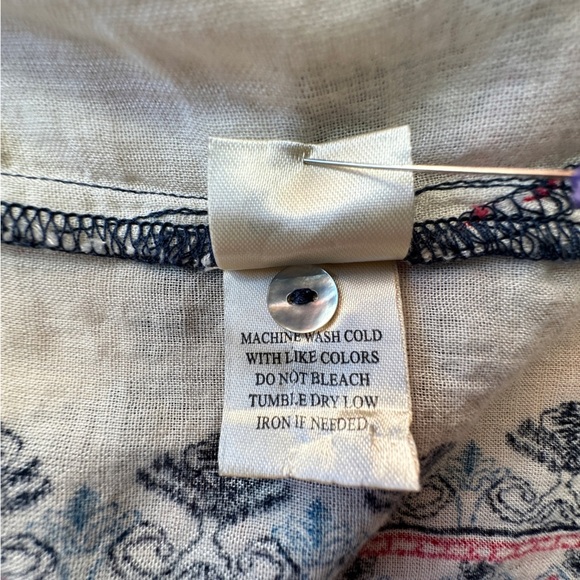 MACHINE WASH COLD
WITH LIKE COLORS
DO NOT BLEACH
TUMBLE DRY LOW
IRON IF NEEDED